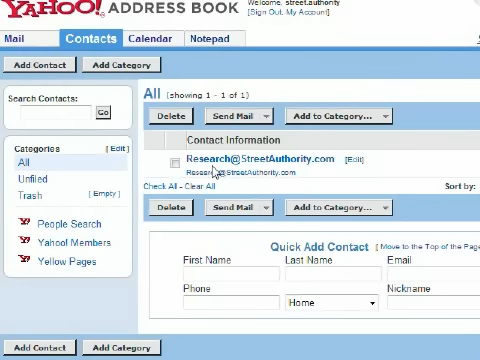 YAHOO! ADDRESS BOOK
Welcome, street.authority
[Sign Out, My Account]
Mail Contacts Calendar Notepad
Add Contact Add Category
Search Contacts:
Go
Categories [ Edit ]
All
Unfiled
Trash [ Empty ]
People Search
Yahoo! Members
Yellow Pages
All (showing 1 - 1 of 1)
Delete Send Mail Add to Category...
Contact Information
Research@StreetAuthority.com [Edit]
Research@StreetAuthority.com
Check All - Clear All
Sort by:
Delete Send Mail Add to Category...
Quick Add Contact [ Move to the Top of the Page
First Name Last Name Email
Phone Nickname
Home
Add Contact Add Category